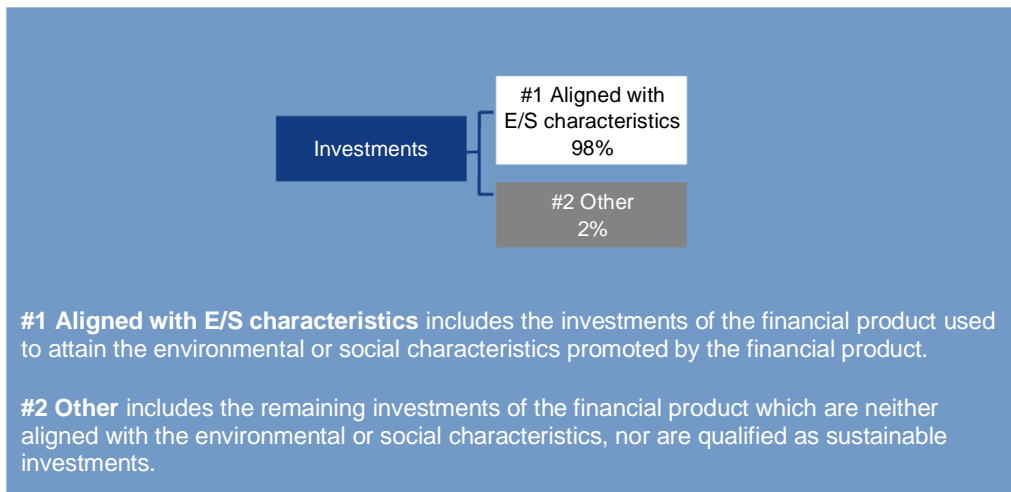 #1 Aligned with
E/S characteristics
98%
Investments
#2 Other
2%
#1 Aligned with E/S characteristics includes the investments of the financial product used
to attain the environmental or social characteristics promoted by the financial product.
#2 Other includes the remaining investments of the financial product which are neither
aligned with the environmental or social characteristics, nor are qualified as sustainable
investments.